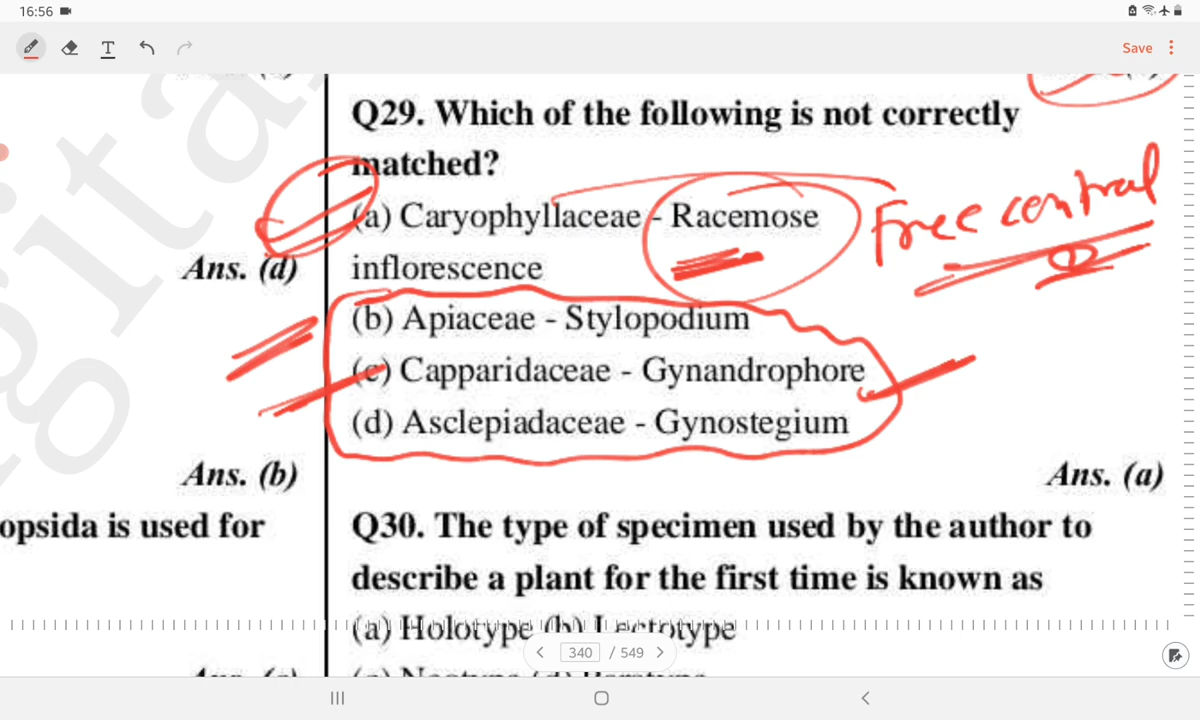 16:56
T
Save
Q29. Which of the following is not correctly
matched?
(a) Caryophyllaceae - Racemose
inflorescence
Free central
Ans. (d)
(b) Apiaceae - Stylopodium
(c) Capparidaceae - Gynandrophore
(d) Asclepiadaceae - Gynostegium
Ans. (b)
Ans. (a)
opsida is used for
Q30. The type of specimen used by the author to
describe a plant for the first time is known as
(a) Holotype (b) Lectotype
340 / 549